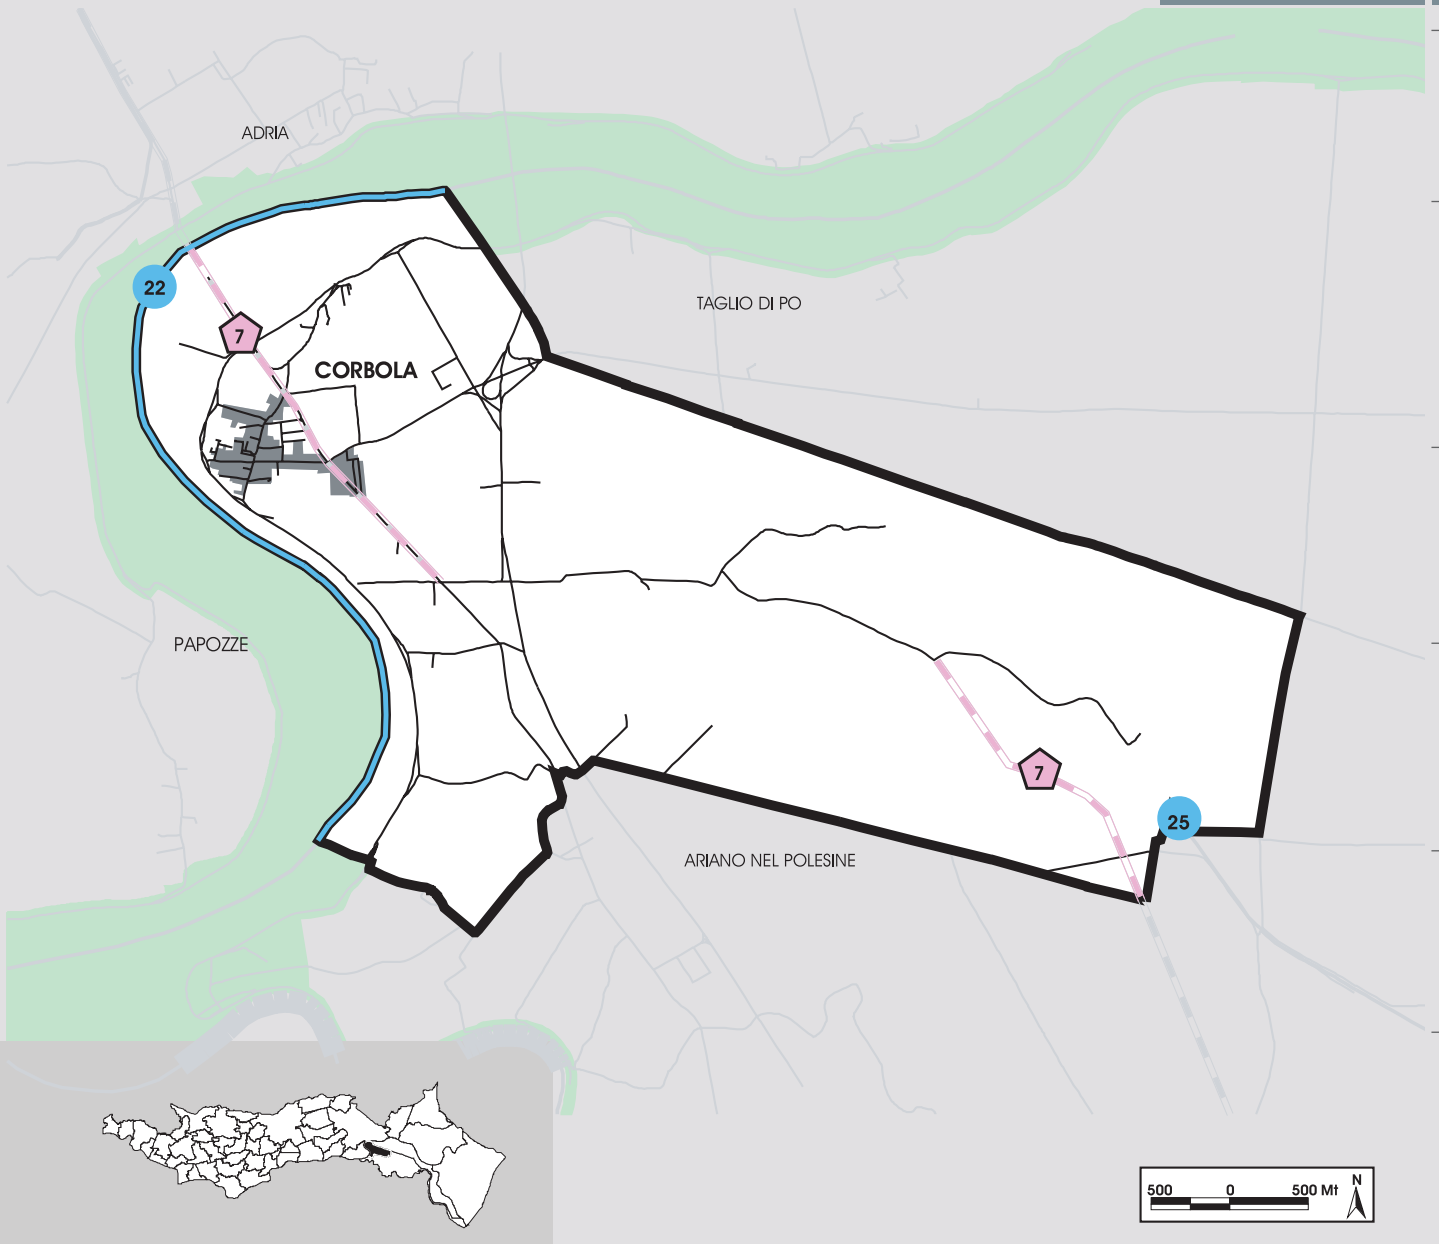 ADRIA
22
TAGLIO DI PO
7
CORBOLA
PAPOZZE
7
25
ARIANO NEL POLESINE
N
500 0 500 Mt